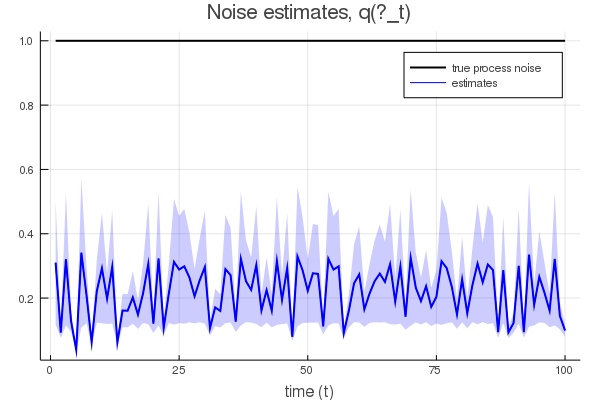 Noise estimates, q(?_t)
1.0
0.8
0.6
0.4
0.2
0
25
50
75
100
time (t)
true process noise
estimates